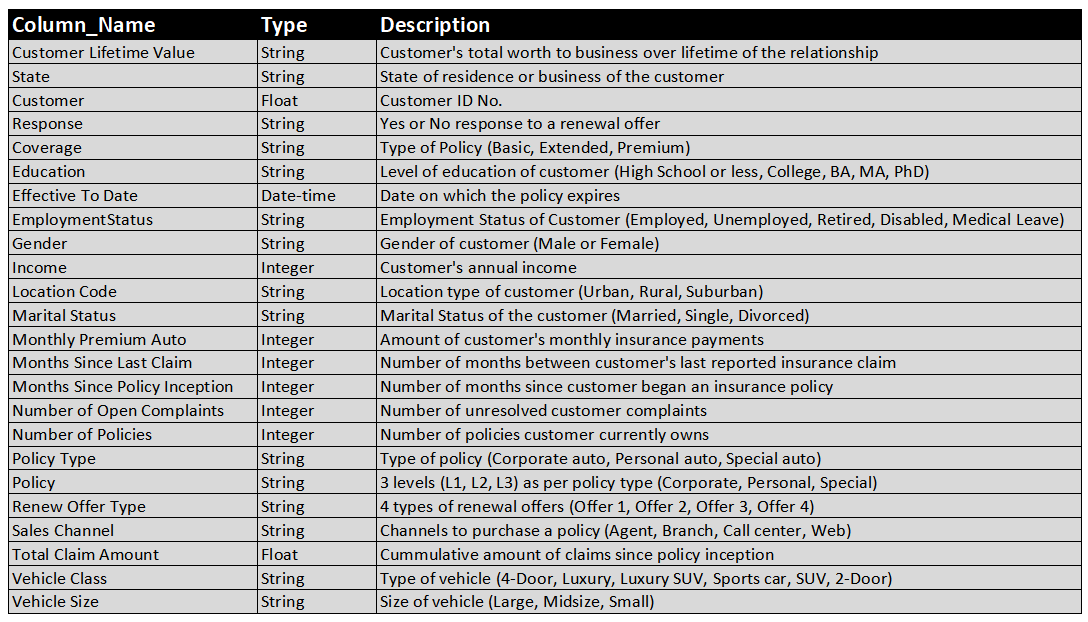 Column_Name Type Description
Customer Lifetime Value String Customer's total worth to business over lifetime of the relationship
State String State of residence or business of the customer
Customer Float Customer ID No.
Response String Yes or No response to a renewal offer
Coverage String Type of Policy (Basic, Extended, Premium)
Education String Level of education of customer (High School or less, College, BA, MA, PhD)
Effective To Date Date-time Date on which the policy expires
EmploymentStatus String Employment Status of Customer (Employed, Unemployed, Retired, Disabled, Medical Leave)
Gender String Gender of customer (Male or Female)
Income Integer Customer's annual income
Location Code String Location type of customer (Urban, Rural, Suburban)
Marital Status String Marital Status of the customer (Married, Single, Divorced)
Monthly Premium Auto Integer Amount of customer's monthly insurance payments
Months Since Last Claim Integer Number of months between customer's last reported insurance claim
Months Since Policy Inception Integer Number of months since customer began an insurance policy
Number of Open Complaints Integer Number of unresolved customer complaints
Number of Policies Integer Number of policies customer currently owns
Policy Type String Type of policy (Corporate auto, Personal auto, Special auto)
Policy String 3 levels (L1, L2, L3) as per policy type (Corporate, Personal, Special)
Renew Offer Type String 4 types of renewal offers (Offer 1, Offer 2, Offer 3, Offer 4)
Sales Channel String Channels to purchase a policy (Agent, Branch, Call center, Web)
Total Claim Amount Float Cummulative amount of claims since policy inception
Vehicle Class String Type of vehicle (4-Door, Luxury, Luxury SUV, Sports car, SUV, 2-Door)
Vehicle Size String Size of vehicle (Large, Midsize, Small)